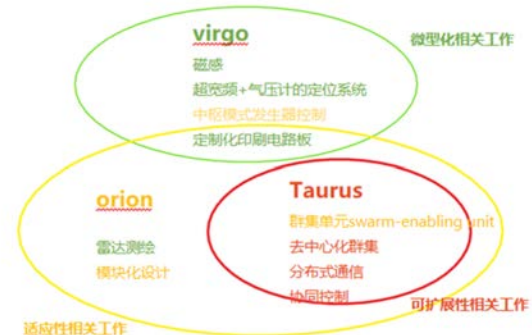 virgo
微型化相关工作
磁感
超宽频+气压计的定位系统
中枢模式发生器控制
定制化印刷电路板
orion
雷达测绘
模块化设计
Taurus
群集单元swarm-enabling unit
去中心化群集
分布式通信
协同控制
可扩展性相关工作
适应性相关工作